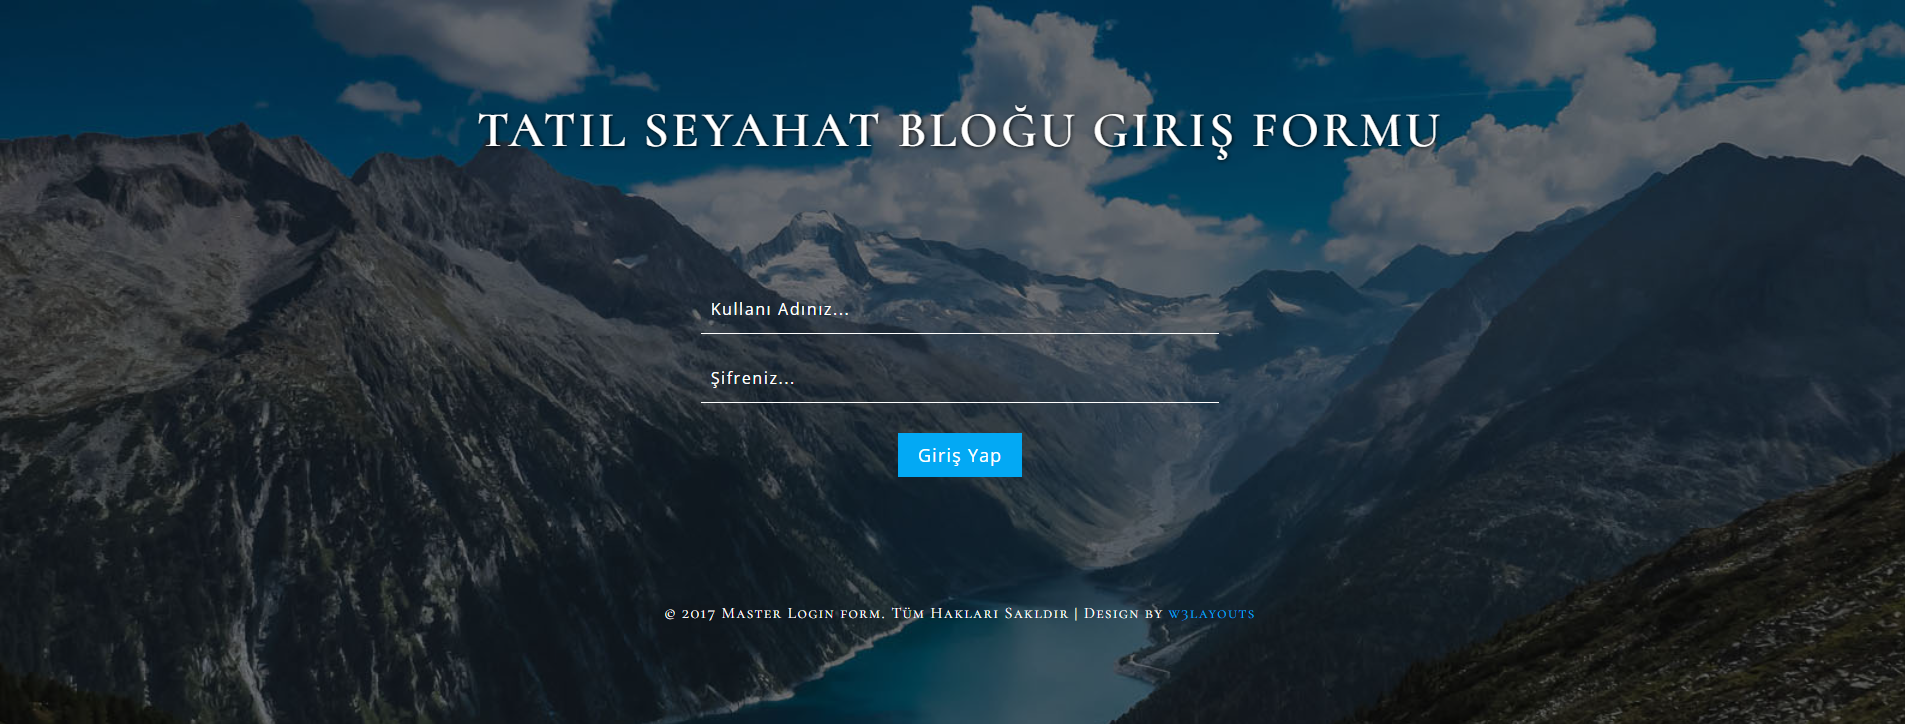 TATIL SEYAHAT BLOĞU GIRIŞ FORMU
Kullanı Adınız...
Şifreniz...
Giriş Yap
© 2017 Master Login form. Tüm Hakları Sakldır | Design by w3layouts